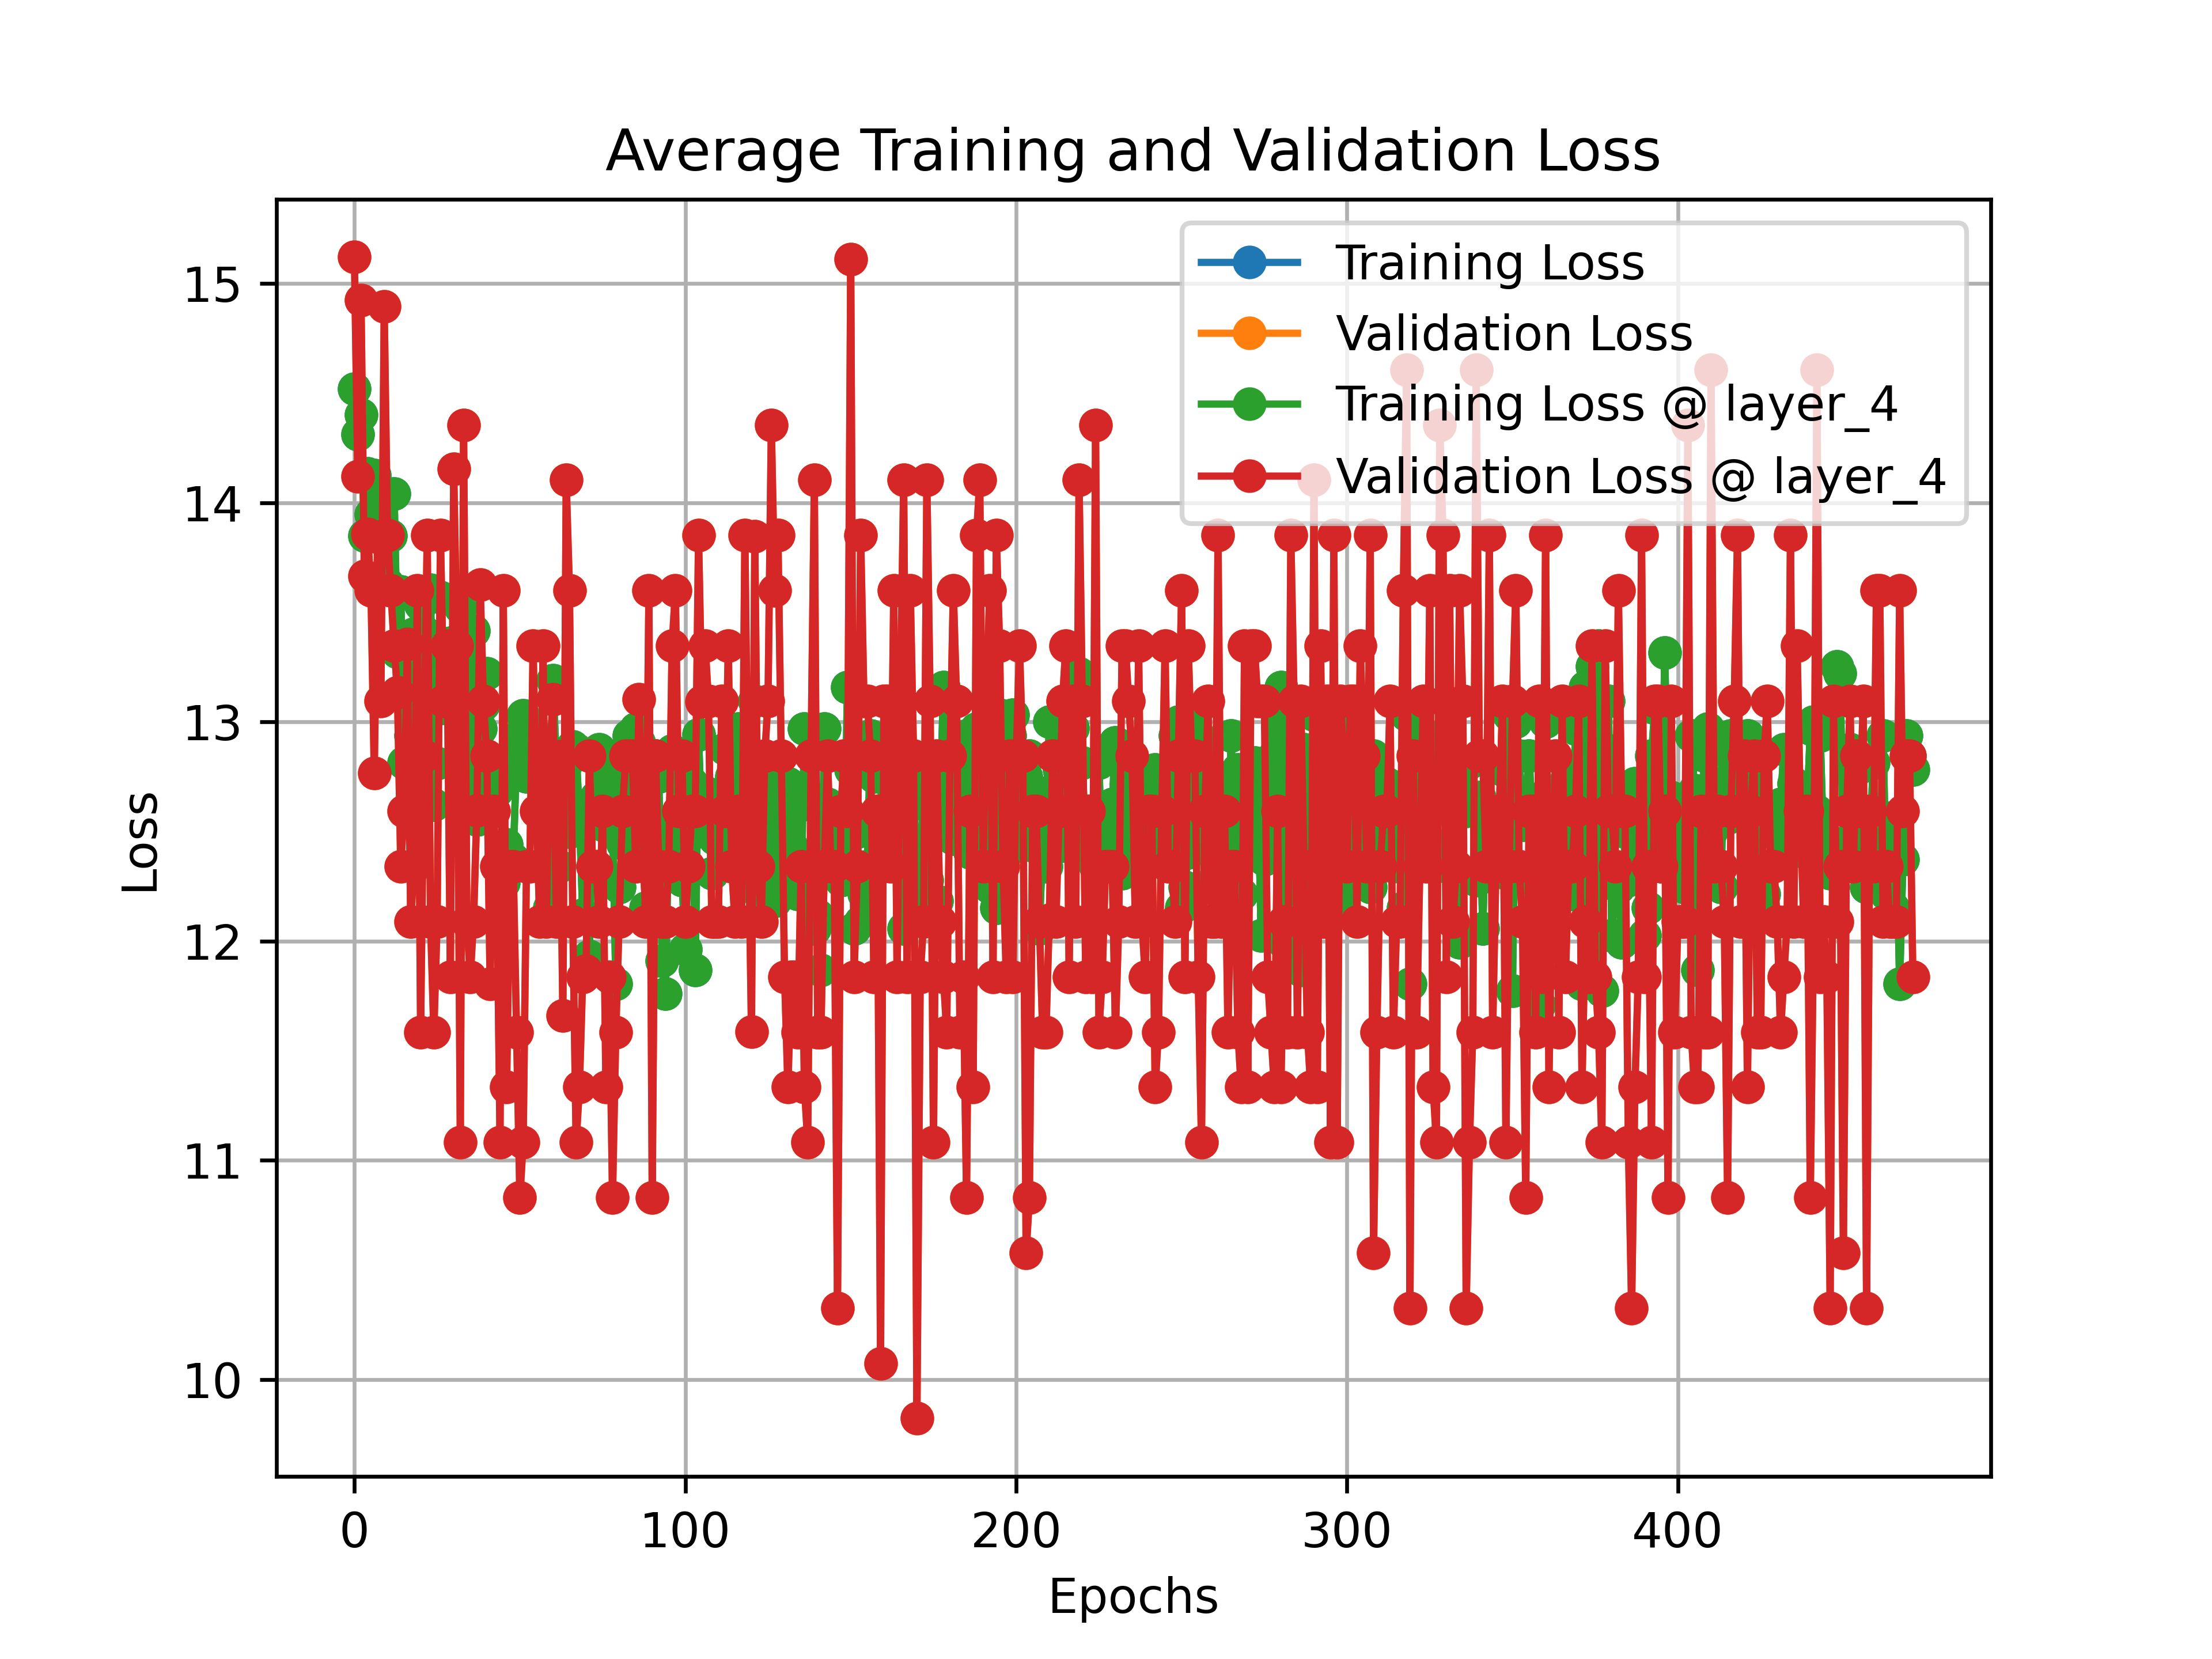 Average Training and Validation Loss
Training Loss
Validation Loss
Training Loss @ layer_4
Validation Loss @ layer_4
15
14
13
12
11
10
Loss
0 100 200 300 400
Epochs